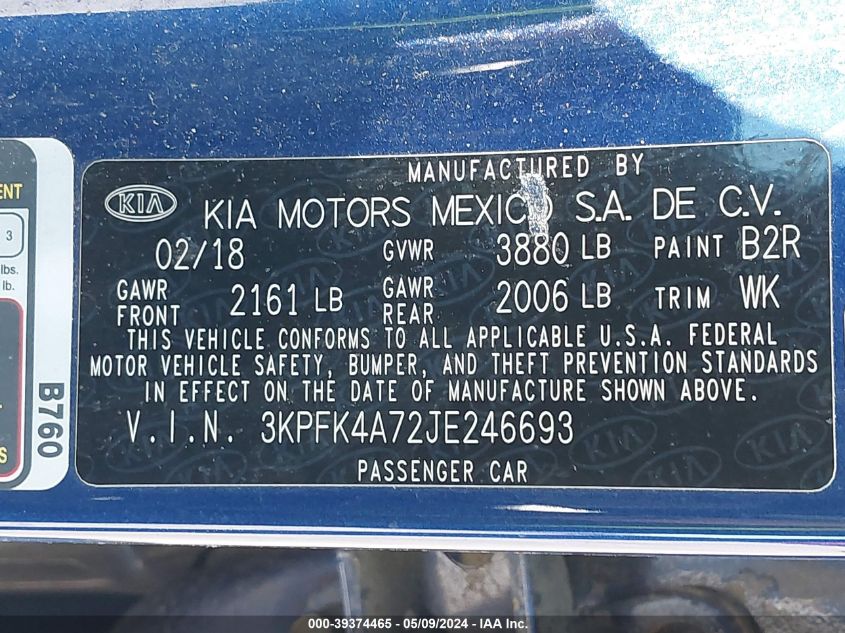 MANUFACTURED BY
KIA KIA MOTORS MEXICO S.A. DE C.V.
02/18 GVWR 3880 LB PAINT B2R
GAWR FRONT 2161 LB GAWR REAR 2006 LB TRIM WK
THIS VEHICLE CONFORMS TO ALL APPLICABLE U.S.A. FEDERAL
MOTOR VEHICLE SAFETY, BUMPER, AND THEFT PREVENTION STANDARDS
IN EFFECT ON THE DATE OF MANUFACTURE SHOWN ABOVE.
V.I.N. 3KPFK4A72JE246693
PASSENGER CAR
3
lbs.
lb.
B760
000-39374465 - 05/09/2024 - IAA Inc.